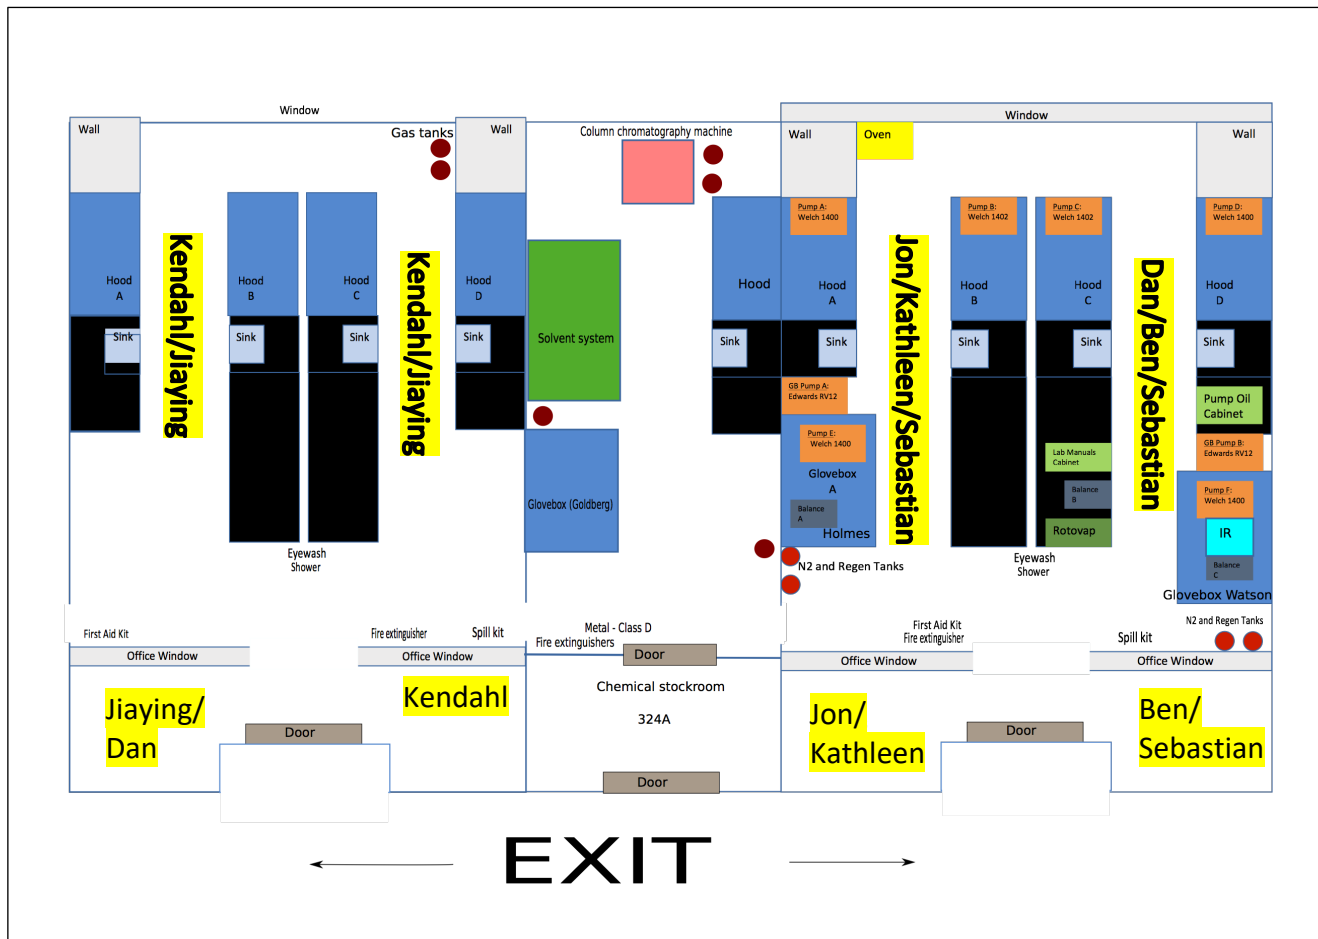 Window
Wall
Gas tanks
Wall
Column chromatography machine
Wall
Oven
Window
Wall
Hood
A
Kendahl/Jiaying
Hood
B
Hood
C
Kendahl/Jiaying
Hood
D
Sink
Sink
Sink
Sink
Solvent system
Glovebox (Goldberg)
Hood
Sink
Pump A:
Welch 1400
Hood
A
Sink
Jon/Kathleen/Sebastian
Pump B:
Welch 1402
Hood
B
Sink
Pump C:
Welch 1402
Hood
C
Sink
Dan/Ben/Sebastian
Pump D:
Welch 1400
Hood
D
Sink
GB Pump A:
Edwards RV12
Pump E:
Welch 1400
Glovebox
A
Balance
A
Holmes
Lab Manuals
Cabinet
Balance
B
Rotovap
Pump Oil
Cabinet
GB Pump B:
Edwards RV12
Pump F:
Welch 1400
IR
Balance
C
Glovebox Watson
Eyewash
Shower
N2 and Regen Tanks
Eyewash
Shower
First Aid Kit
Fire extinguisher
Spill kit
Metal - Class D
Fire extinguishers
First Aid Kit
Fire extinguisher
Spill kit
N2 and Regen Tanks
Office Window
Office Window
Door
Office Window
Office Window
Jiaying/
Dan
Kendahl
Chemical stockroom
324A
Jon/
Kathleen
Ben/
Sebastian
Door
Door
Door
EXIT